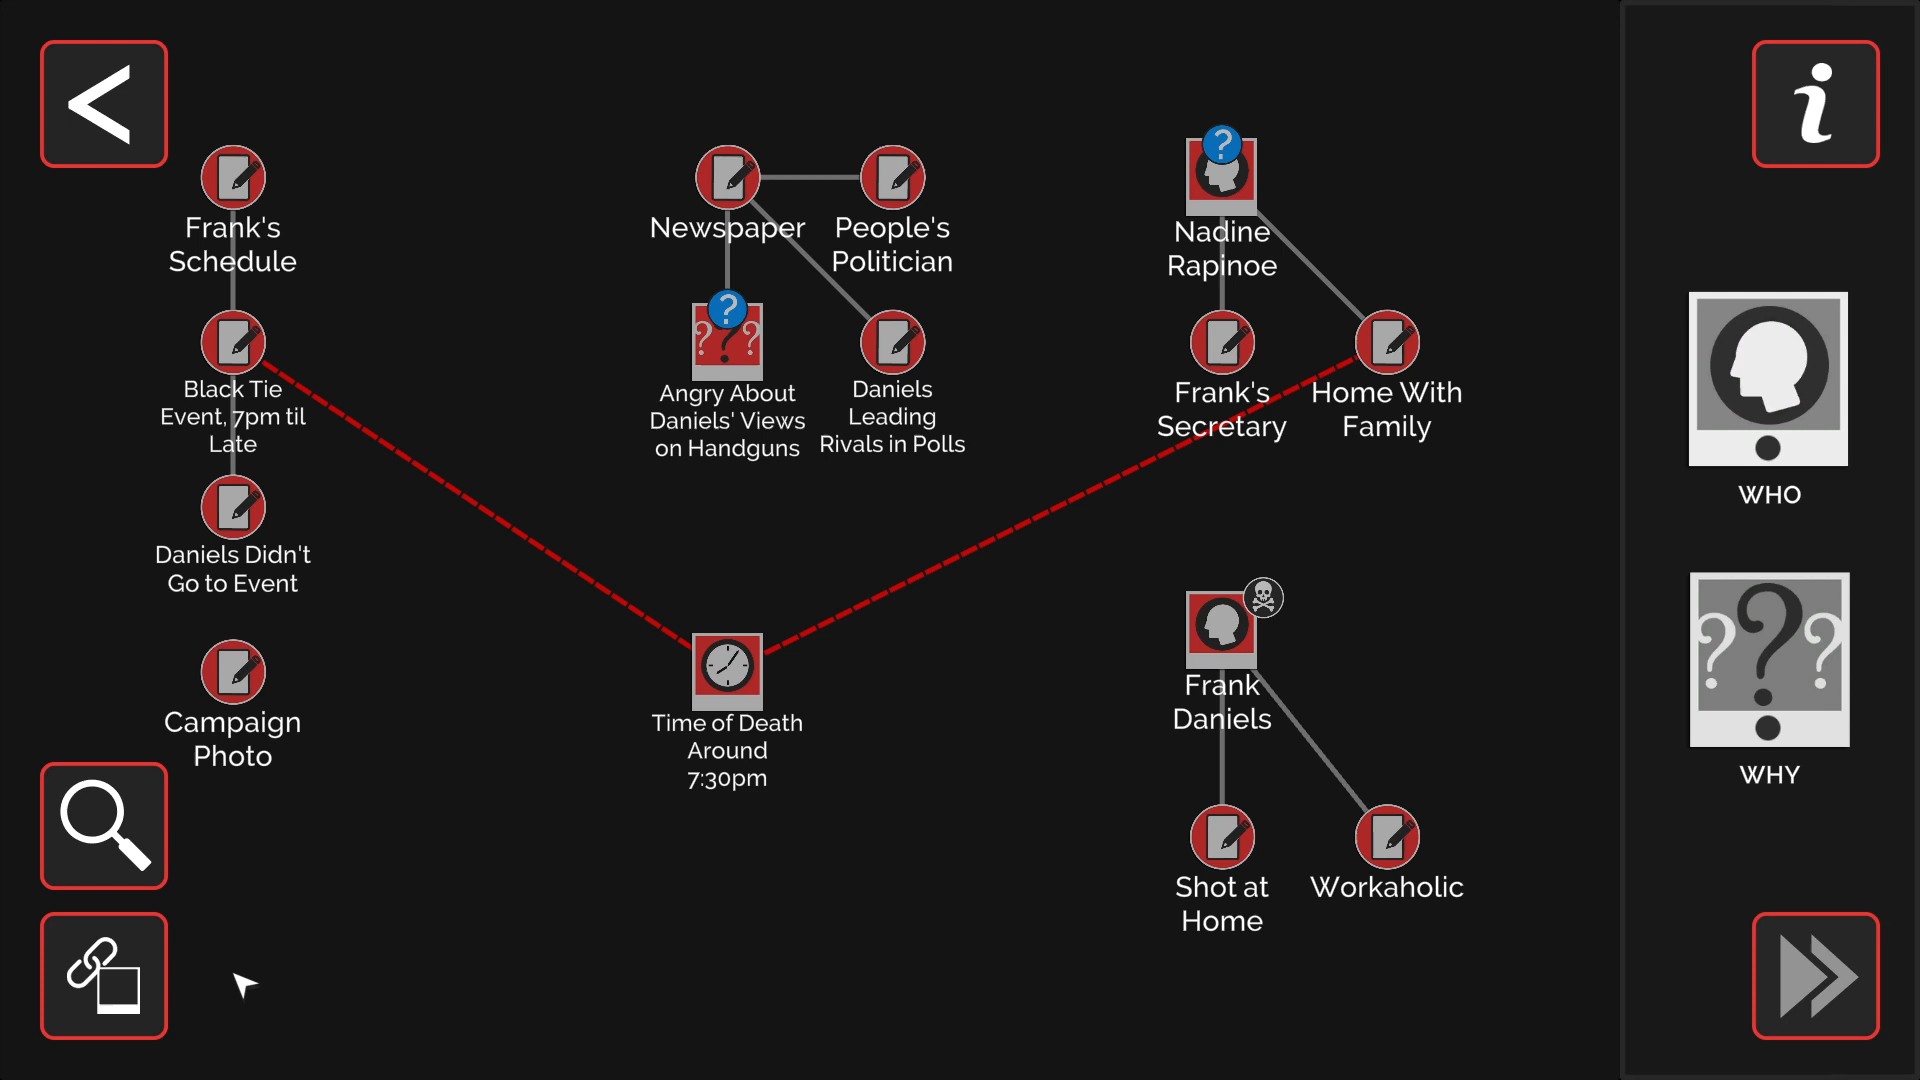 Frank's
Schedule
Black Tie
Event, 7pm til
Late
Daniels Didn't
Go to Event
Campaign
Photo
Newspaper
People's
Politician
Angry About
Daniels' Views
on Handguns
Daniels
Leading
Rivals in Polls
Time of Death
Around
7:30pm
Nadine
Rapinoe
Frank's
Secretary
Home With
Family
Frank
Daniels
Shot at
Home
Workaholic
WHO
WHY